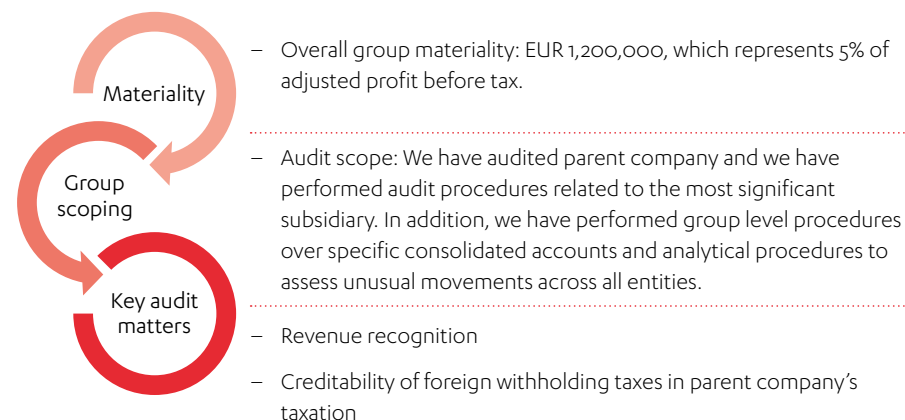 Materiality
– Overall group materiality: EUR 1,200,000, which represents 5% of
adjusted profit before tax.
Group
scoping
– Audit scope: We have audited parent company and we have
performed audit procedures related to the most significant
subsidiary. In addition, we have performed group level procedures
over specific consolidated accounts and analytical procedures to
assess unusual movements across all entities.
Key audit
matters
– Revenue recognition
– Creditability of foreign withholding taxes in parent company’s
taxation